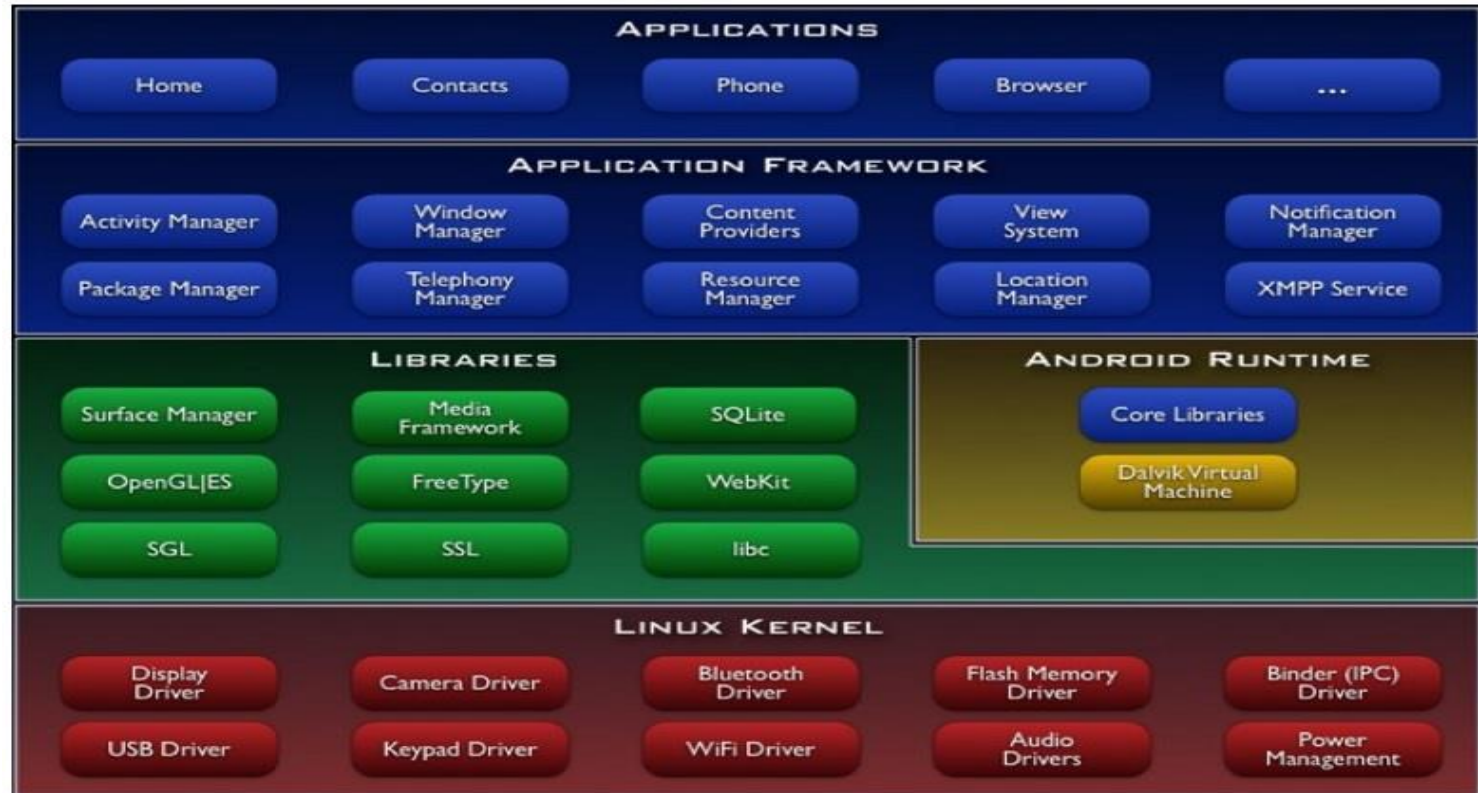 APPLICATIONS
Home
Contacts
Phone
Browser
...
APPLICATION FRAMEWORK
Activity Manager
Window
Manager
Content
Providers
View
System
Notification
Manager
Package Manager
Telephony
Manager
Resource
Manager
Location
Manager
XMPP Service
LIBRARIES
Surface Manager
Media
Framework
SQLite
OpenGL|ES
FreeType
WebKit
SGL
SSL
libc
ANDROID RUNTIME
Core Libraries
Dalvik Virtual
Machine
LINUX KERNEL
Display
Driver
Camera Driver
Bluetooth
Driver
Flash Memory
Driver
Binder (IPC)
Driver
USB Driver
Keypad Driver
WiFi Driver
Audio
Drivers
Power
Management